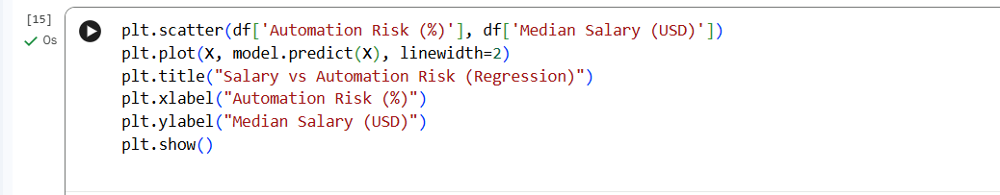 [15]
0s
plt.scatter(df['Automation Risk (%)'], df['Median Salary (USD)'])
plt.plot(X, model.predict(X), linewidth=2)
plt.title("Salary vs Automation Risk (Regression)")
plt.xlabel("Automation Risk (%)")
plt.ylabel("Median Salary (USD)")
plt.show()